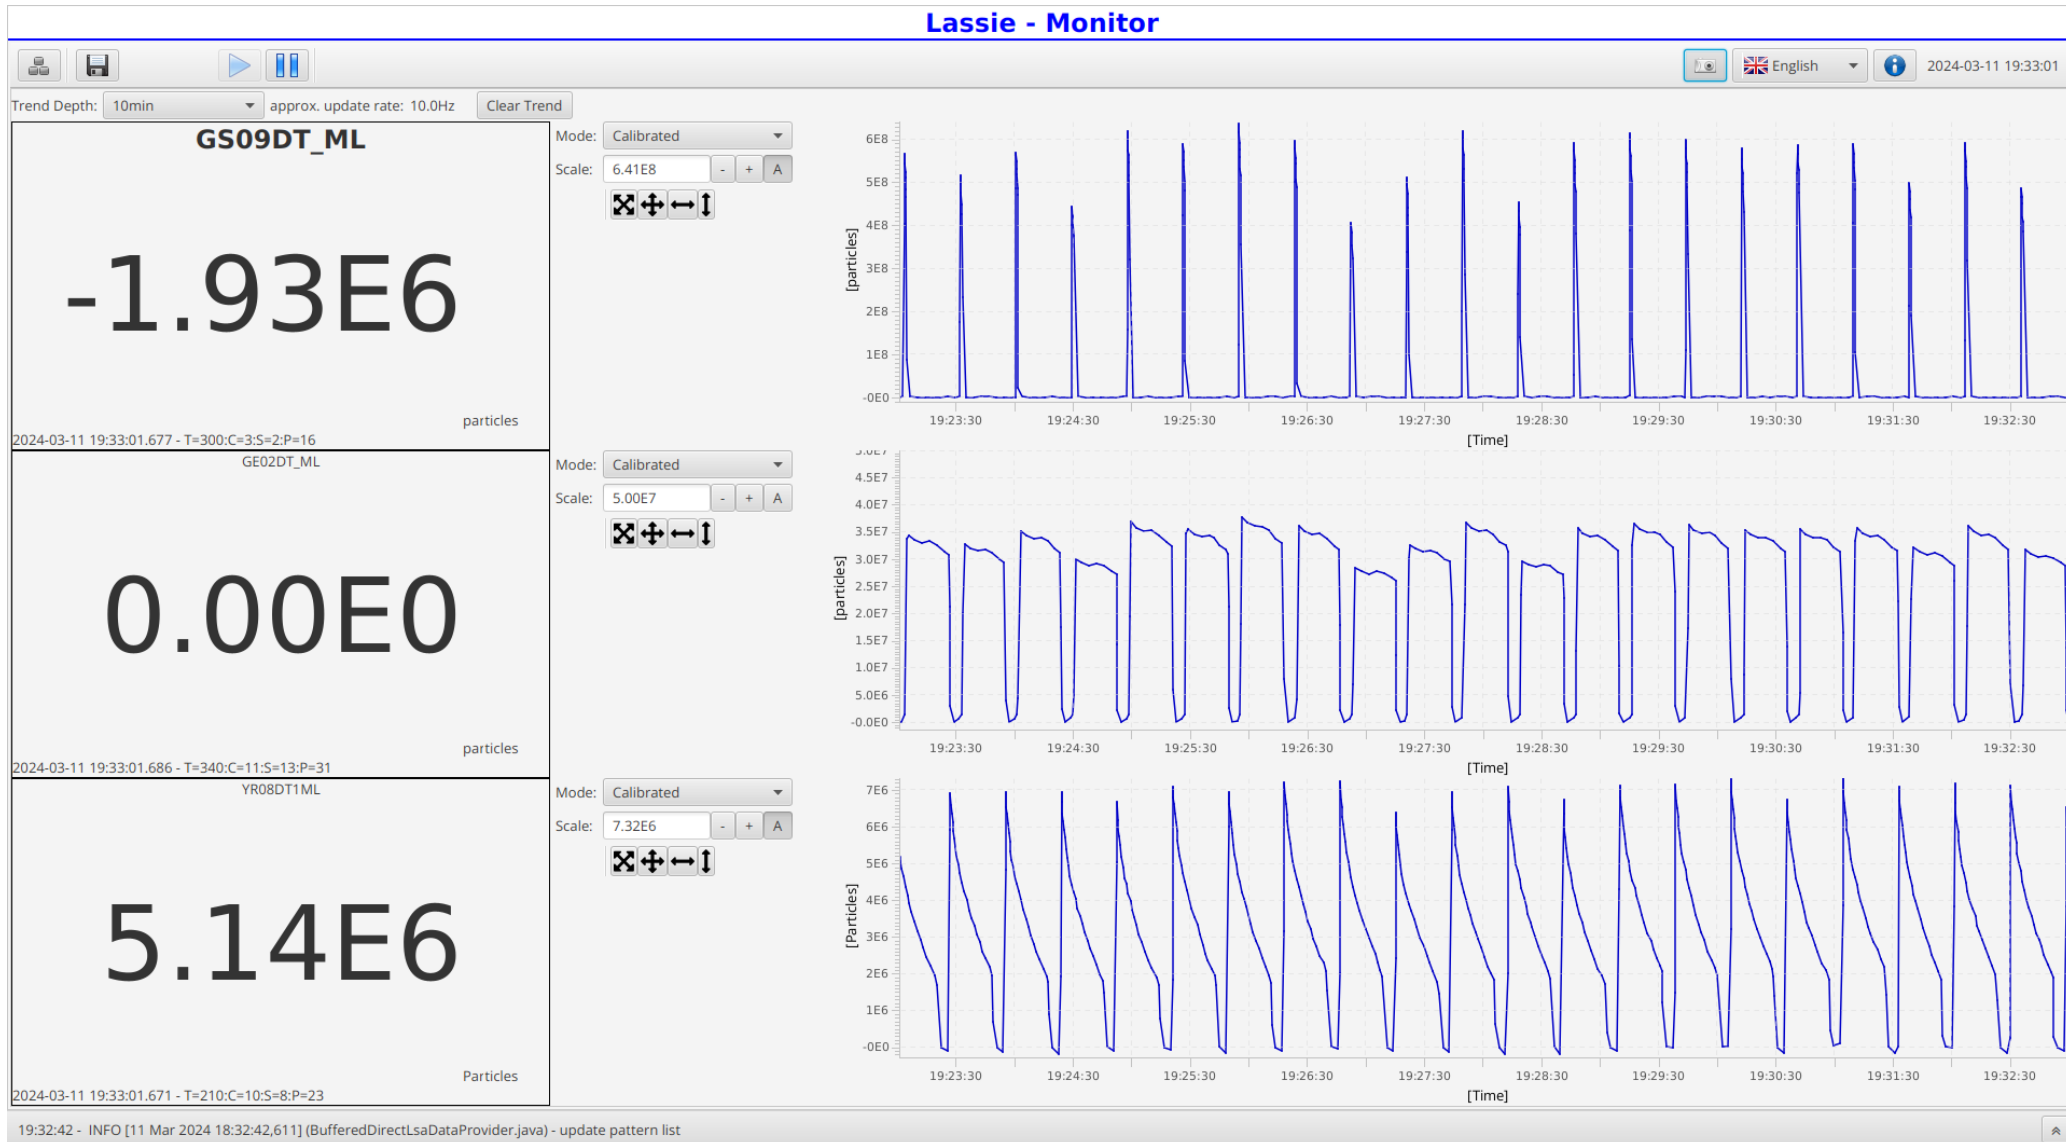 Lassie - Monitor
English 2024-03-11 19:33:01
Trend Depth: 10min approx. update rate: 10.0Hz Clear Trend
GS09DT_ML
-1.93E6
particles
2024-03-11 19:33:01.677 - T=300:C=3:S=2:P=16
Mode: Calibrated
Scale: 6.41E8 - + A
[particles]
6E8
5E8
4E8
3E8
2E8
1E8
-0E0
19:23:30 19:24:30 19:25:30 19:26:30 19:27:30 19:28:30 19:29:30 19:30:30 19:31:30 19:32:30
[Time]
GE02DT_ML
0.00E0
particles
2024-03-11 19:33:01.686 - T=340:C=11:S=13:P=31
Mode: Calibrated
Scale: 5.00E7 - + A
[particles]
5.0E7
4.5E7
4.0E7
3.5E7
3.0E7
2.5E7
2.0E7
1.5E7
1.0E7
5.0E6
-0.0E0
19:23:30 19:24:30 19:25:30 19:26:30 19:27:30 19:28:30 19:29:30 19:30:30 19:31:30 19:32:30
[Time]
YR08DT1ML
5.14E6
Particles
2024-03-11 19:33:01.671 - T=210:C=10:S=8:P=23
Mode: Calibrated
Scale: 7.32E6 - + A
[Particles]
7E6
6E6
5E6
4E6
3E6
2E6
1E6
-0E0
19:23:30 19:24:30 19:25:30 19:26:30 19:27:30 19:28:30 19:29:30 19:30:30 19:31:30 19:32:30
[Time]
19:32:42 - INFO [11 Mar 2024 18:32:42,611] (BufferedDirectLsaDataProvider.java) - update pattern list